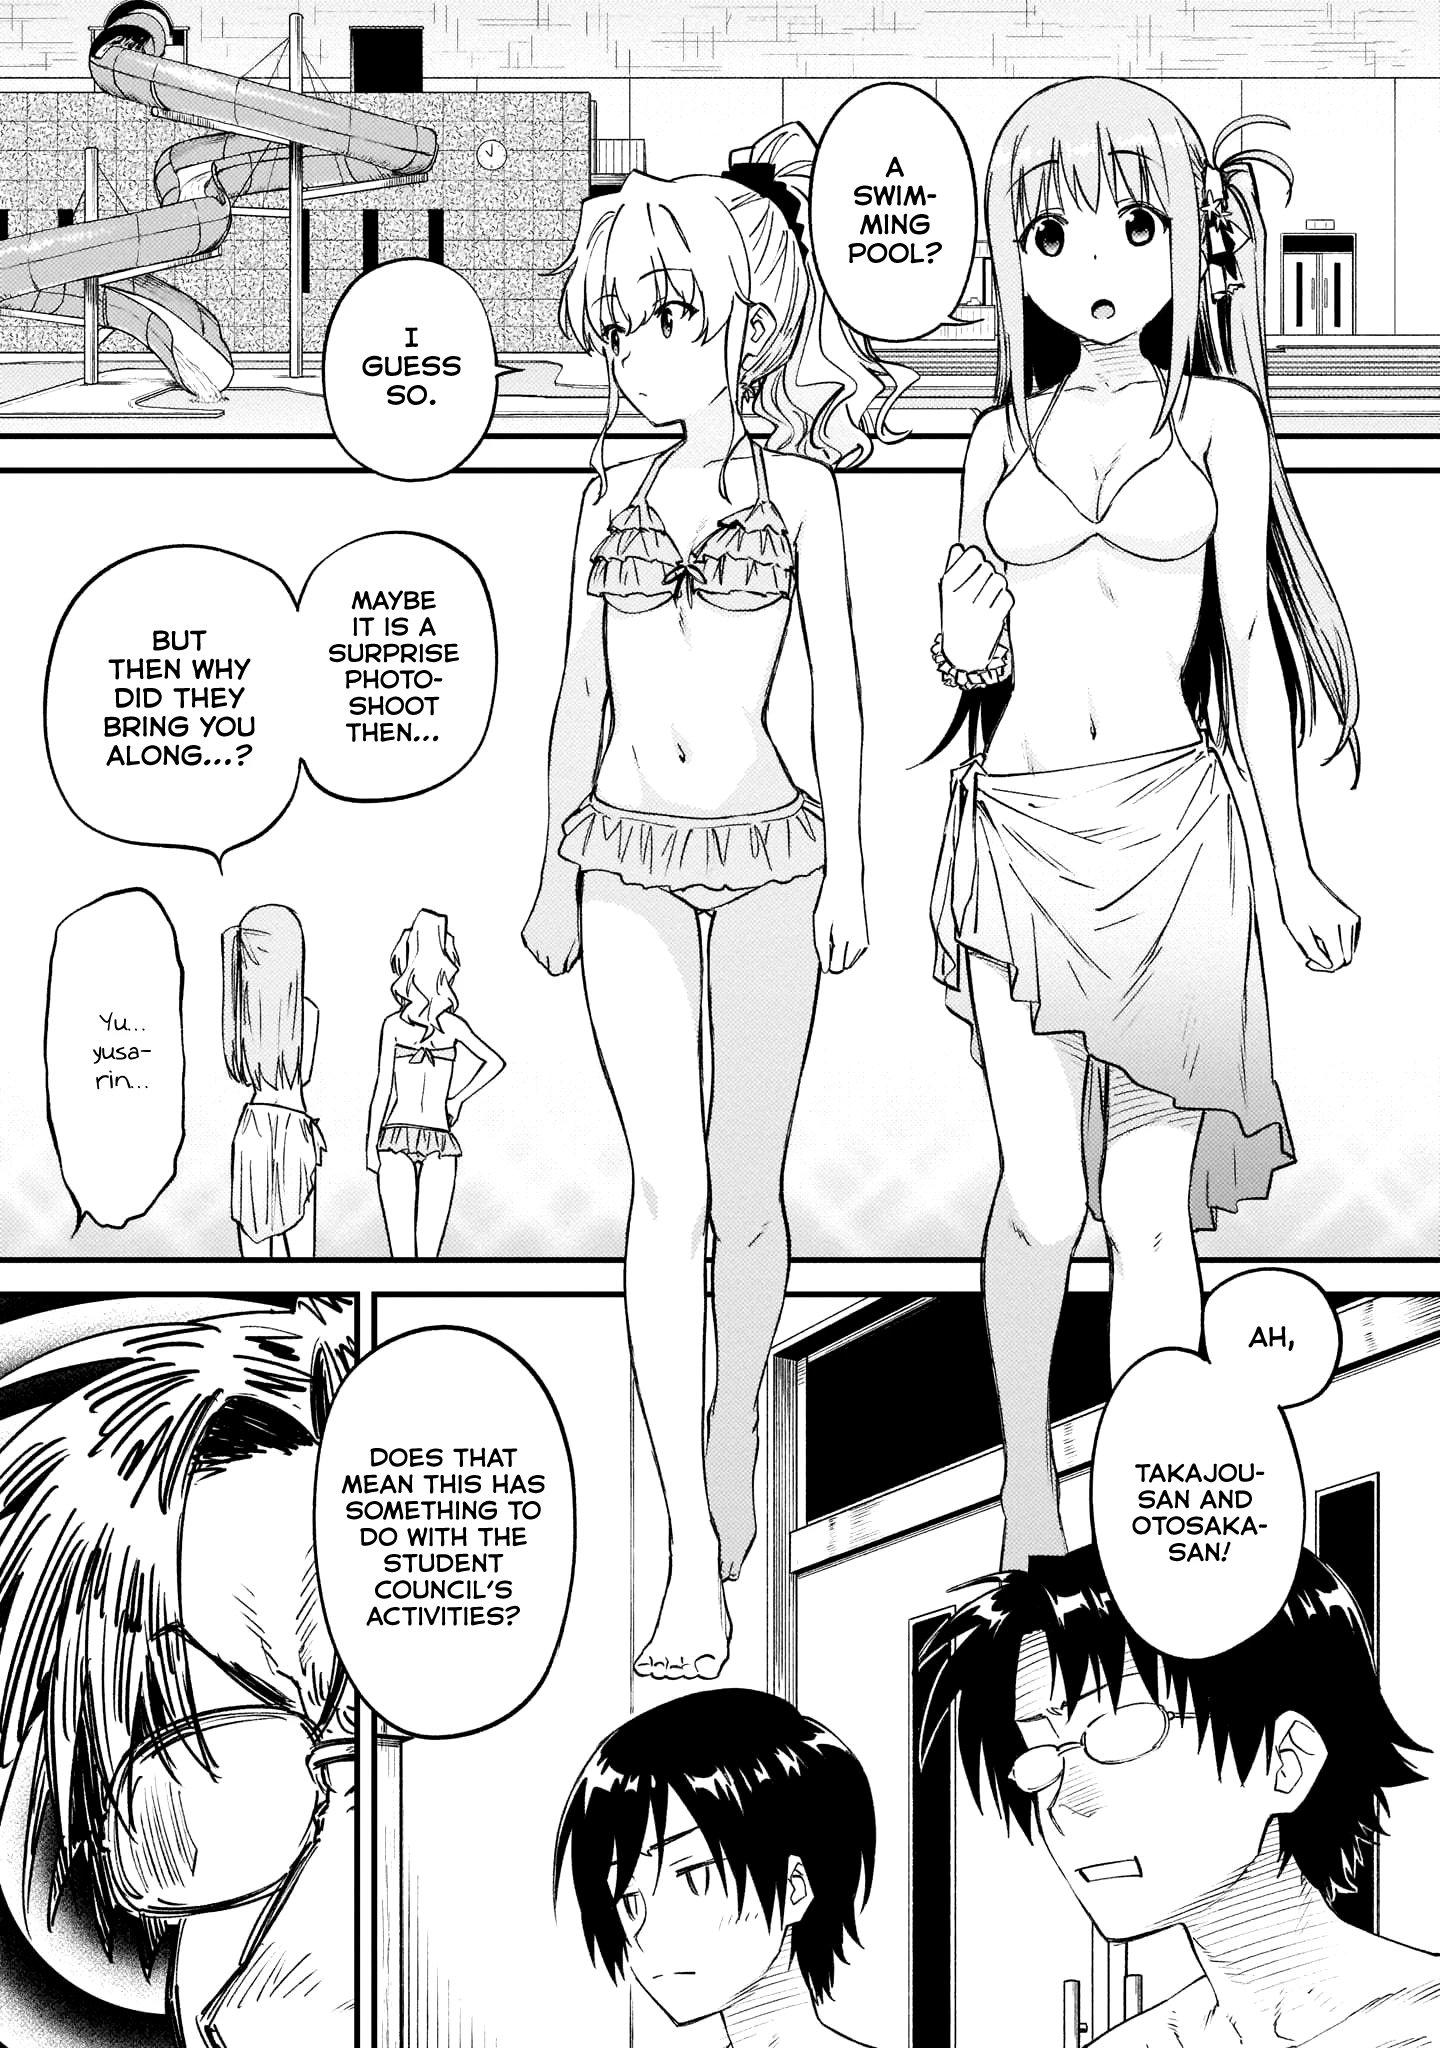 A
SWIM-
MING
POOL?
I
GUESS
SO.
MAYBE
IT IS A
SURPRISE
PHOTO-
SHOOT
THEN...
BUT
THEN WHY
DID THEY
BRING YOU
ALONG...?
Yu...
yusa-
rin...
AH,
TAKAJOU-
SAN AND
OTOSAKA-
SAN!
DOES THAT
MEAN THIS HAS
SOMETHING TO
DO WITH THE
STUDENT
COUNCIL'S
ACTIVITIES?